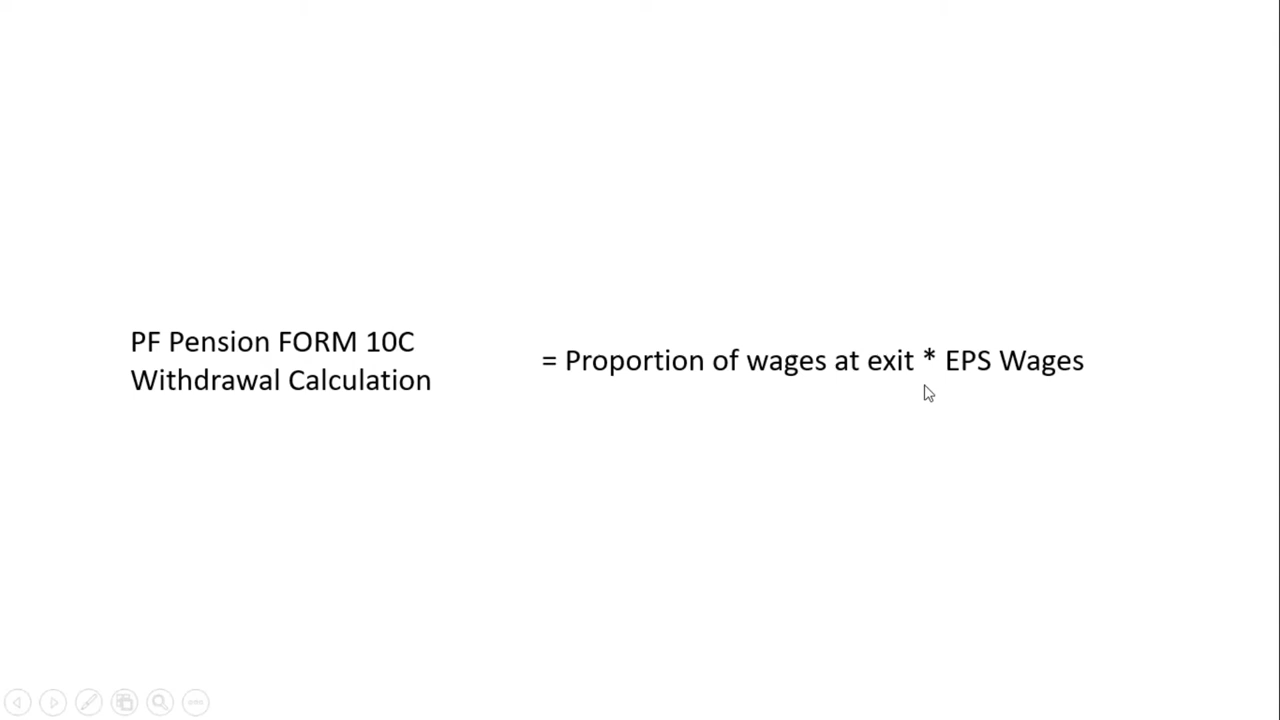 PF Pension FORM 10C
Withdrawal Calculation
= Proportion of wages at exit * EPS Wages